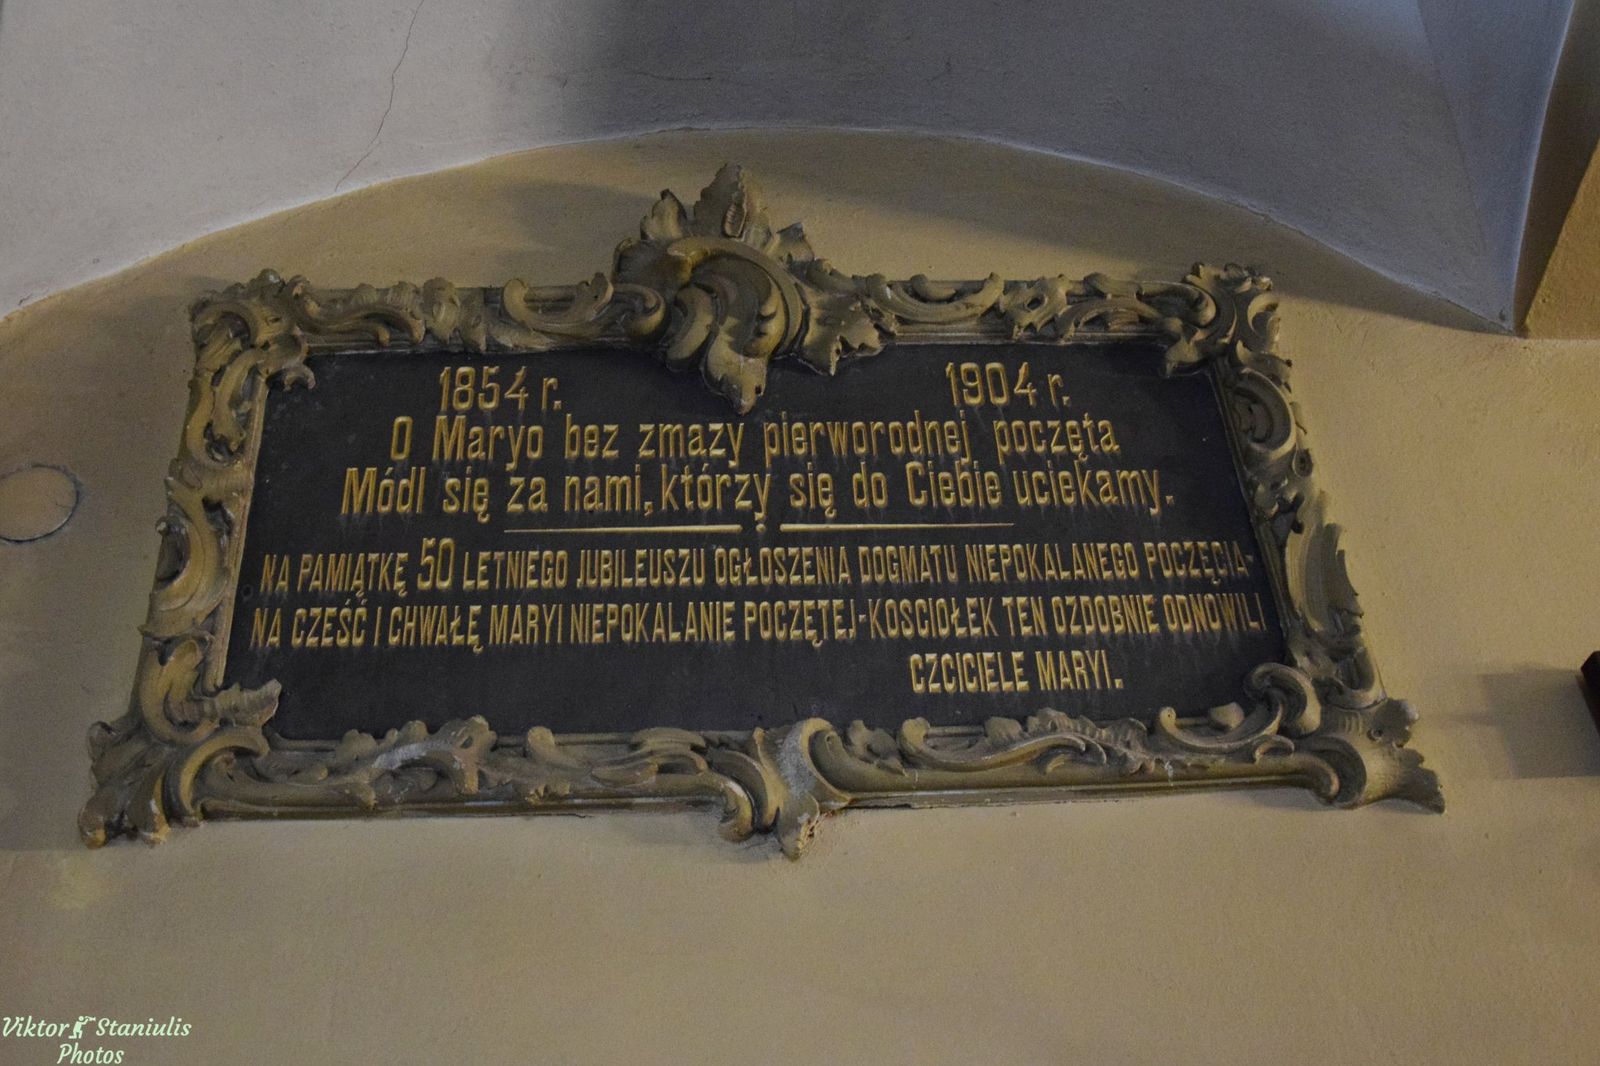 1854 r. 1904 r.
O Maryo bez zmazy pierworodnej poczęta
Módl się za nami, którzy się do Ciebie uciekamy.
NA PAMIĄTKĘ 50 LETNIEGO JUBILEUSZU OGŁOSZENIA DOGMATU NIEPOKALANEGO POCZĘCIA-
NA CZEŚĆ I CHWAŁĘ MARYI NIEPOKALANIE POCZĘTEJ-KOSCIOŁEK TEN OZDOBNIE ODNOWILI
CZCICIELE MARYI.
Viktor Staniulis
Photos